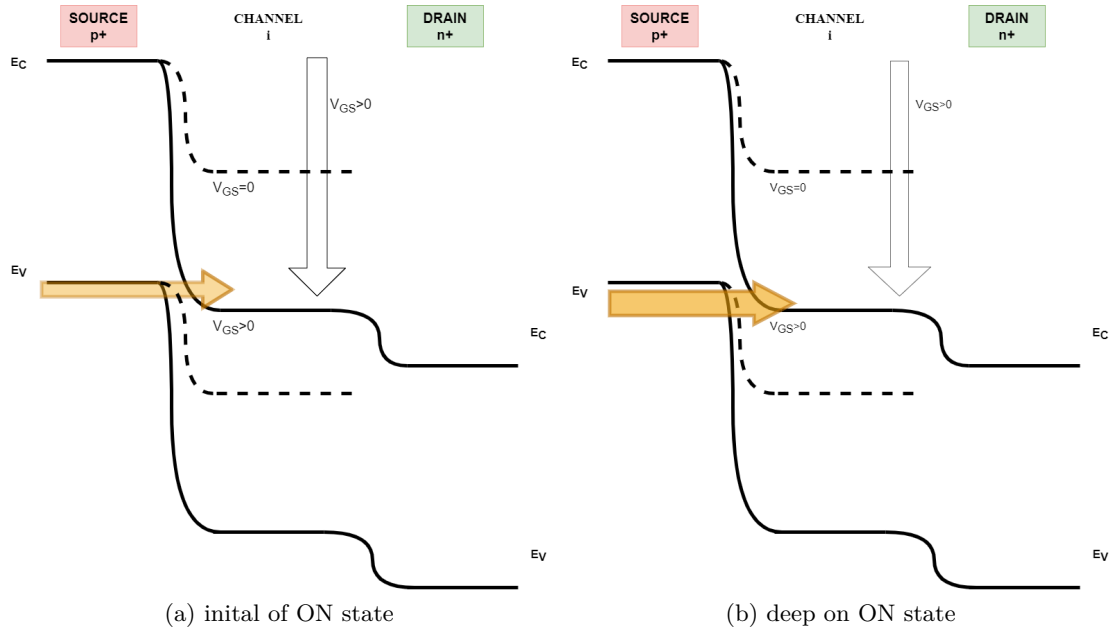 SOURCE
p+
CHANNEL
i
DRAIN
n+
E_C
V_GS>0
V_GS=0
E_V
V_GS>0
E_C
E_V
(a) inital of ON state
SOURCE
p+
CHANNEL
i
DRAIN
n+
E_C
V_GS>0
V_GS=0
E_V
V_GS>0
E_C
E_V
(b) deep on ON state